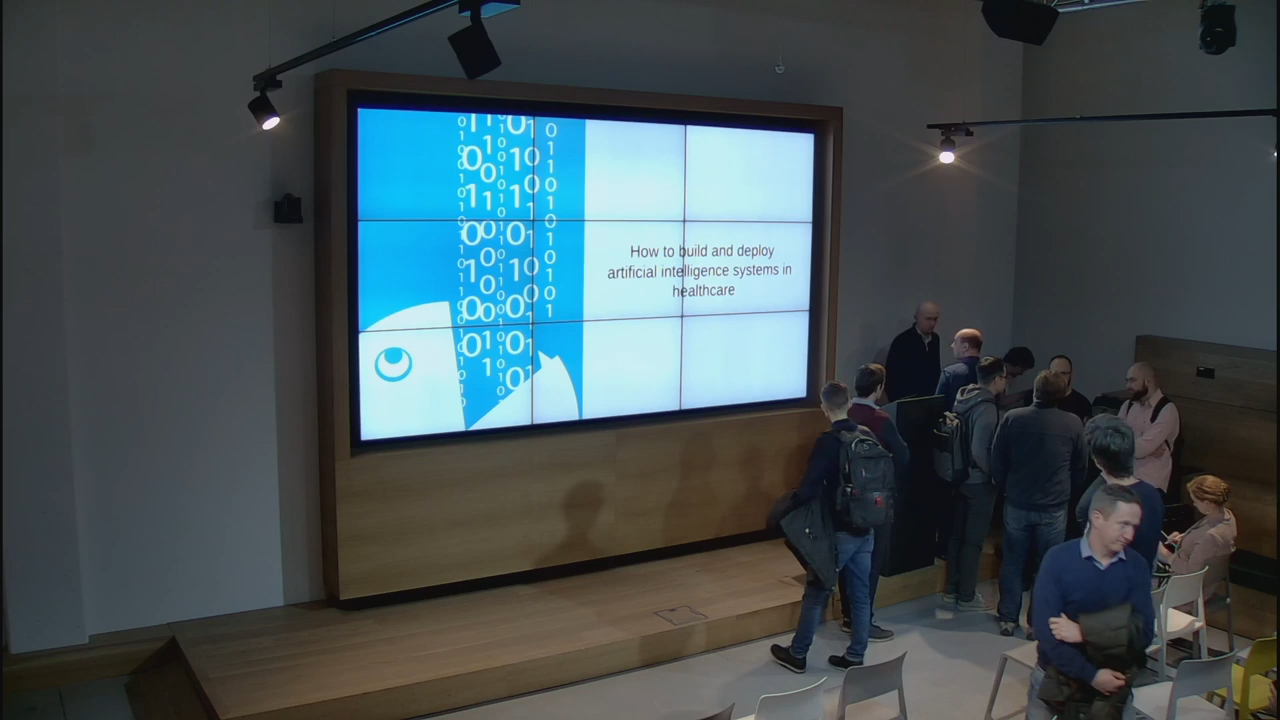 How to build and deploy
artificial intelligence systems in
healthcare